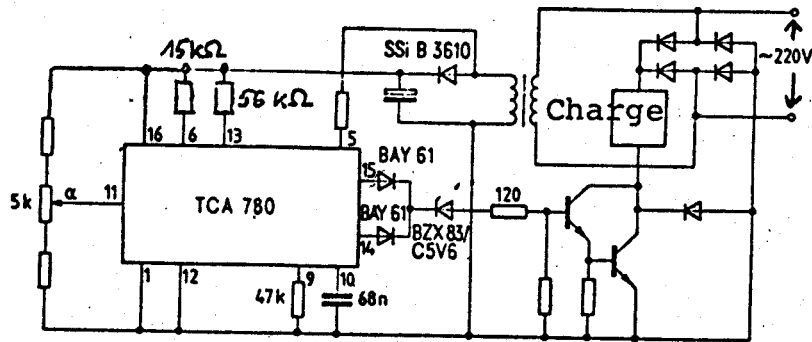 15kΩ
SSi B 3610
~220V
56 kΩ
Charge
16
6
13
5
BAY 61
15
11
α
5k
TCA 780
120
BAY 61
14
BZX 83/
C5V6
1
12
9
10
47k
68n